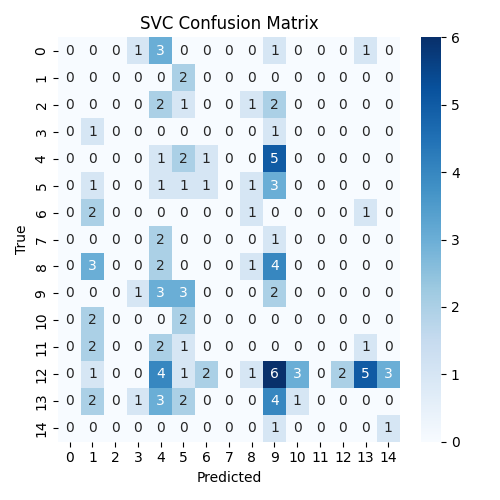 SVC Confusion Matrix
True
0 0 0 0 1 3 0 0 0 0 1 0 0 0 1 0
1 0 0 0 0 0 2 0 0 0 0 0 0 0 0 0
2 0 0 0 0 2 1 0 0 1 2 0 0 0 0 0
3 0 1 0 0 0 0 0 0 0 1 0 0 0 0 0
4 0 0 0 0 1 2 1 0 0 5 0 0 0 0 0
5 0 1 0 0 1 1 1 0 1 3 0 0 0 0 0
6 0 2 0 0 0 0 0 0 1 0 0 0 0 1 0
7 0 0 0 0 2 0 0 0 0 1 0 0 0 0 0
8 0 3 0 0 2 0 0 0 1 4 0 0 0 0 0
9 0 0 0 1 3 3 0 0 0 2 0 0 0 0 0
10 0 2 0 0 0 2 0 0 0 0 0 0 0 0 0
11 0 2 0 0 2 1 0 0 0 0 0 0 0 1 0
12 0 1 0 0 4 1 2 0 1 6 3 0 2 5 3
13 0 2 0 1 3 2 0 0 0 4 1 0 0 0 0
14 0 0 0 0 0 0 0 0 0 1 0 0 0 0 1
0 1 2 3 4 5 6 7 8 9 10 11 12 13 14
Predicted
6
5
4
3
2
1
0